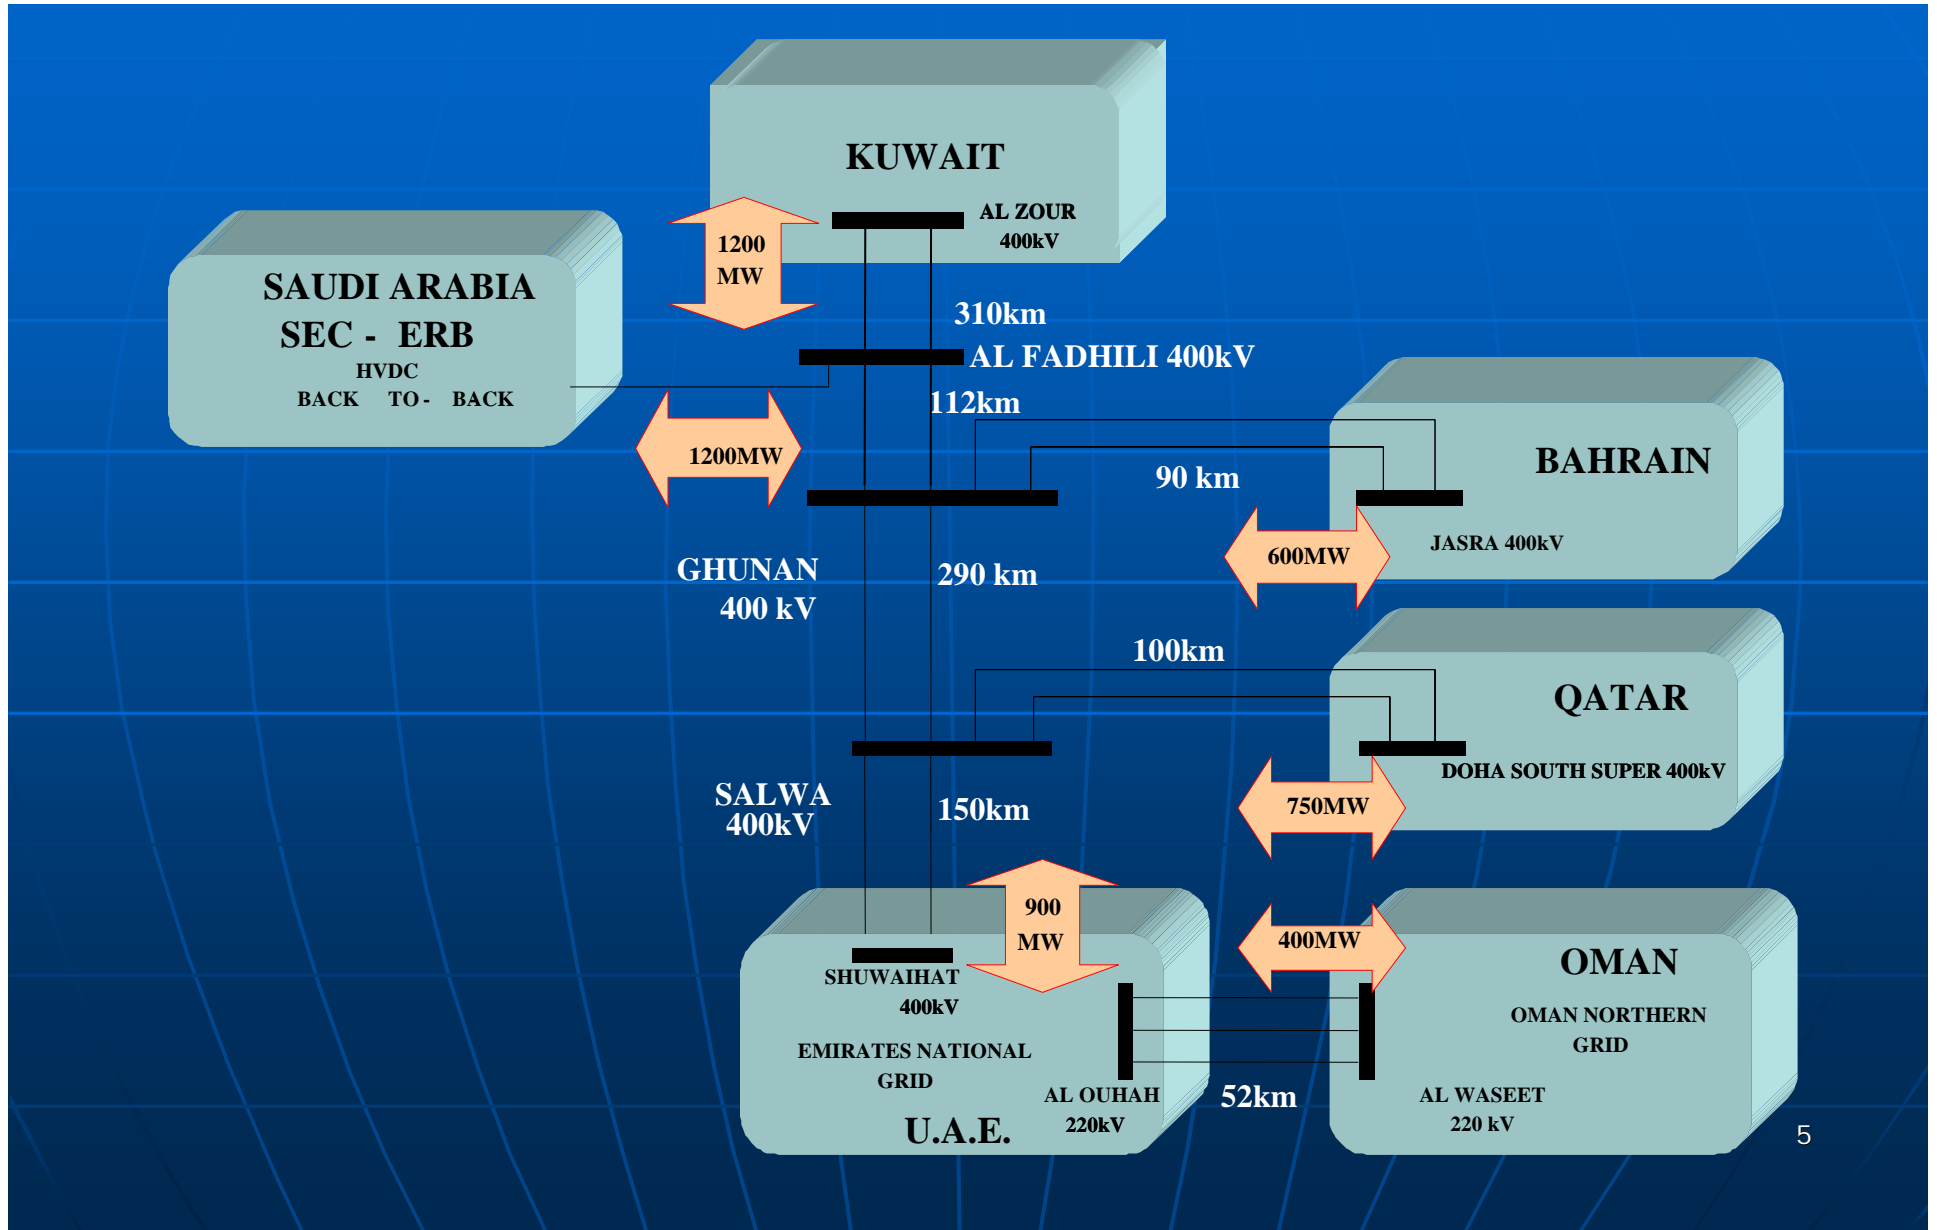 KUWAIT
AL ZOUR
400kV
1200
MW
SAUDI ARABIA
SEC - ERB
HVDC
BACK TO - BACK
310km
AL FADHILI 400kV
112km
1200MW
90 km
BAHRAIN
JASRA 400kV
600MW
GHUNAN
400 kV
290 km
100km
QATAR
DOHA SOUTH SUPER 400kV
750MW
SALWA
400kV
150km
900
MW
400MW
SHUWAIHAT
400kV
EMIRATES NATIONAL
GRID
AL OUHAH
220kV
U.A.E.
52km
OMAN
OMAN NORTHERN
GRID
AL WASEET
220 kV
5